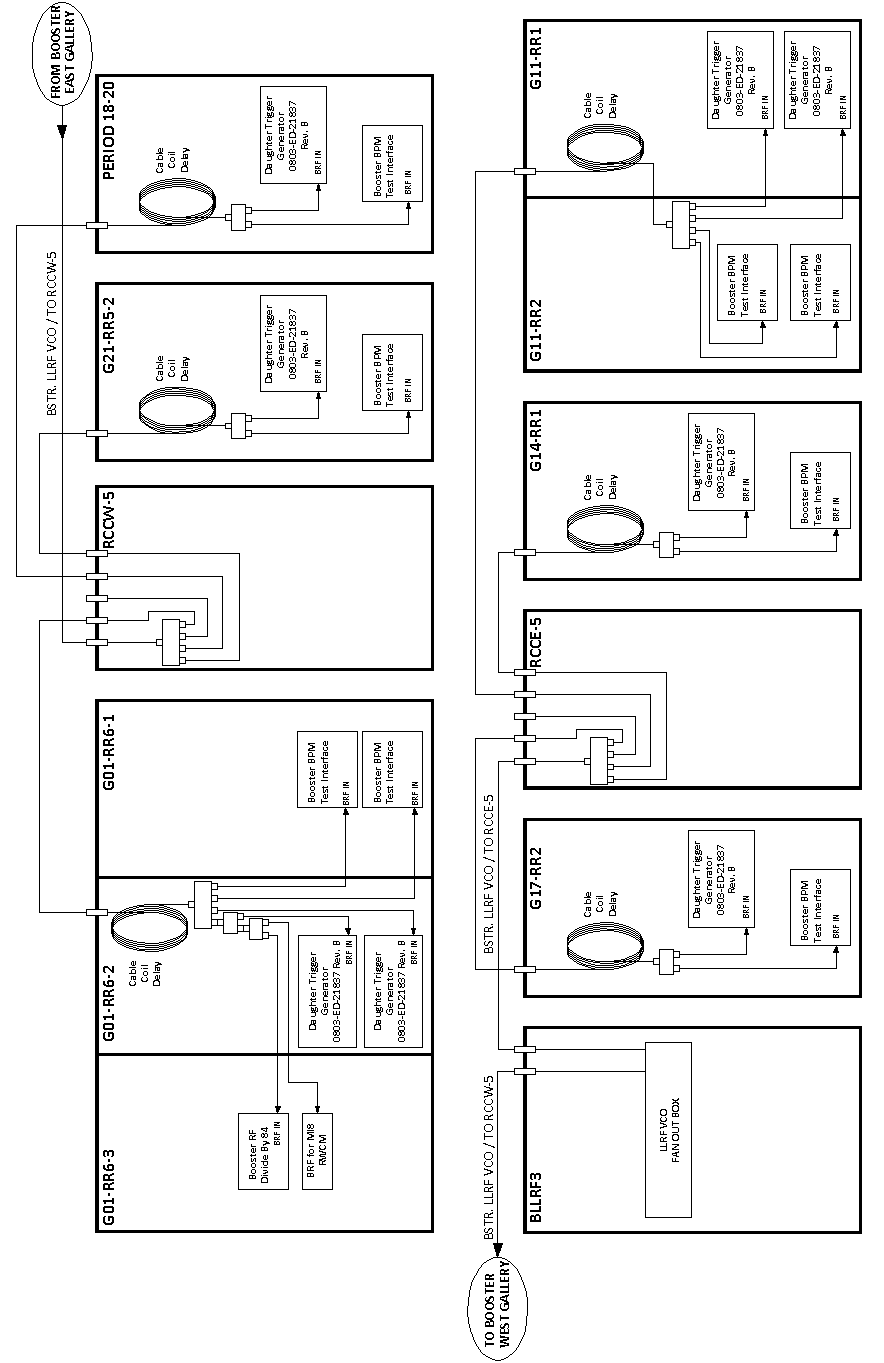 FROM BOOSTER
EAST GALLERY
BSTR. LLRF VCO / TO RCCW-5
G01-RR6-3
Booster RF
Divide By 84
BRF IN
BRF for MI8
RWCM
G01-RR6-2
Cable
Coil
Delay
Daughter Trigger
Generator
0803-ED-21837 Rev. B
BRF IN
Daughter Trigger
Generator
0803-ED-21837 Rev. B
BRF IN
G01-RR6-1
Booster BPM
Test Interface
BRF IN
Booster BPM
Test Interface
BRF IN
RCCW-5
G21-RR5-2
Cable
Coil
Delay
Daughter Trigger
Generator
0803-ED-21837
Rev. B
BRF IN
Booster BPM
Test Interface
BRF IN
PERIOD 18-20
Cable
Coil
Delay
Daughter Trigger
Generator
0803-ED-21837
Rev. B
BRF IN
Booster BPM
Test Interface
BRF IN
TO BOOSTER
WEST GALLERY
BSTR. LLRF VCO / TO RCCW-5
BSTR. LLRF VCO / TO RCCE-5
BLLRF3
LLRF VCO
FAN OUT BOX
G17-RR2
Cable
Coil
Delay
Daughter Trigger
Generator
0803-ED-21837
Rev. B
BRF IN
Booster BPM
Test Interface
BRF IN
RCCE-5
G14-RR1
Cable
Coil
Delay
Daughter Trigger
Generator
0803-ED-21837
Rev. B
BRF IN
Booster BPM
Test Interface
BRF IN
G11-RR2
Booster BPM
Test Interface
BRF IN
Booster BPM
Test Interface
BRF IN
G11-RR1
Cable
Coil
Delay
Daughter Trigger
Generator
0803-ED-21837
Rev. B
BRF IN
Daughter Trigger
Generator
0803-ED-21837
Rev. B
BRF IN